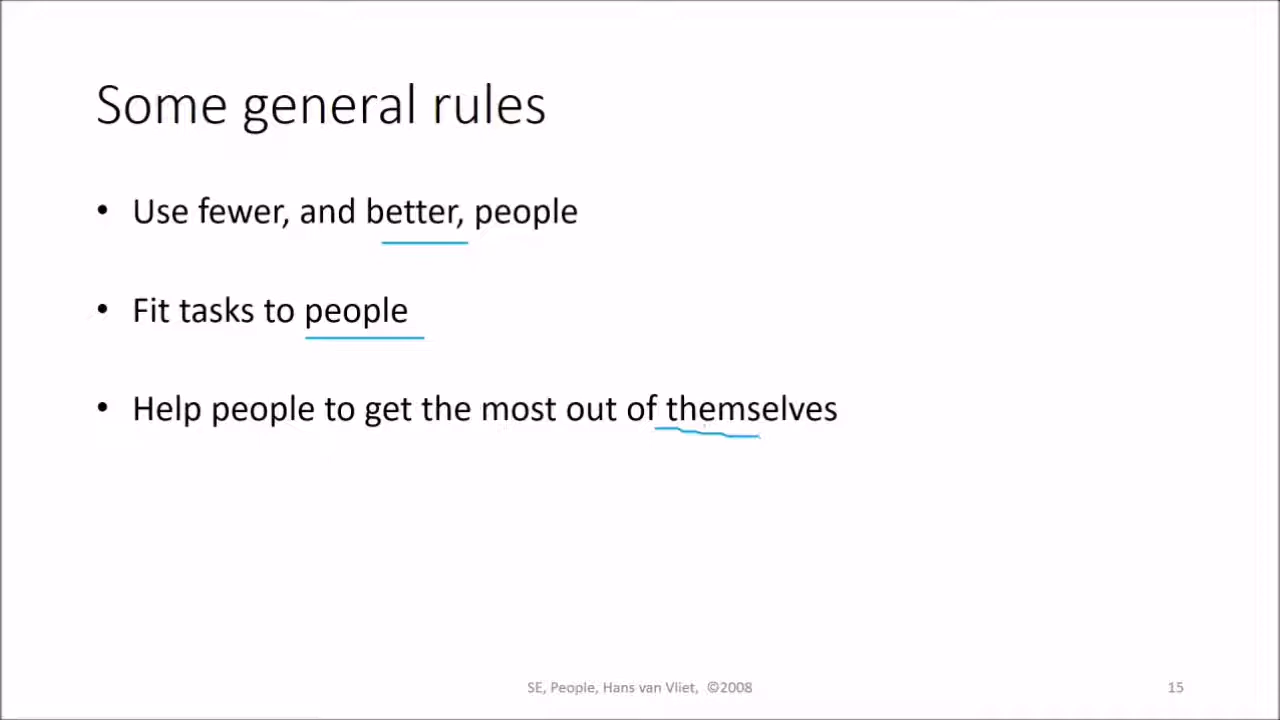 Some general rules
• Use fewer, and better, people
• Fit tasks to people
• Help people to get the most out of themselves
SE, People, Hans van Vliet, ©2008
15